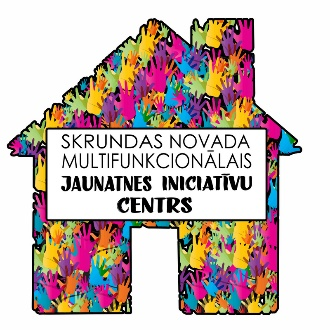 SKRUNDAS NOVADA
MULTIFUNKCIONĀLAIS
JAUNATNES INICIATĪVU
CENTRS